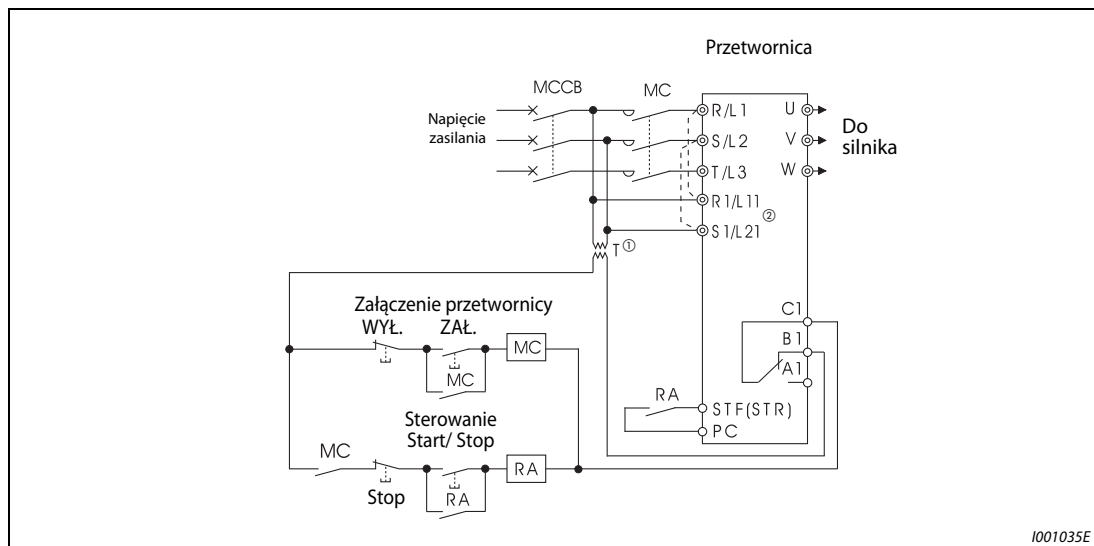 Przetwornica
MCCB
MC
Napięcie
zasilania
R/L1
S/L2
T/L3
R1/L11
S1/L21
②
U
V
W
Do
silnika
T①
Załączenie przetwornicy
WYŁ.
ZAŁ.
MC
MC
C1
B1
A1
RA
STF(STR)
PC
Sterowanie
Start/ Stop
MC
Stop
RA
RA
I001035E